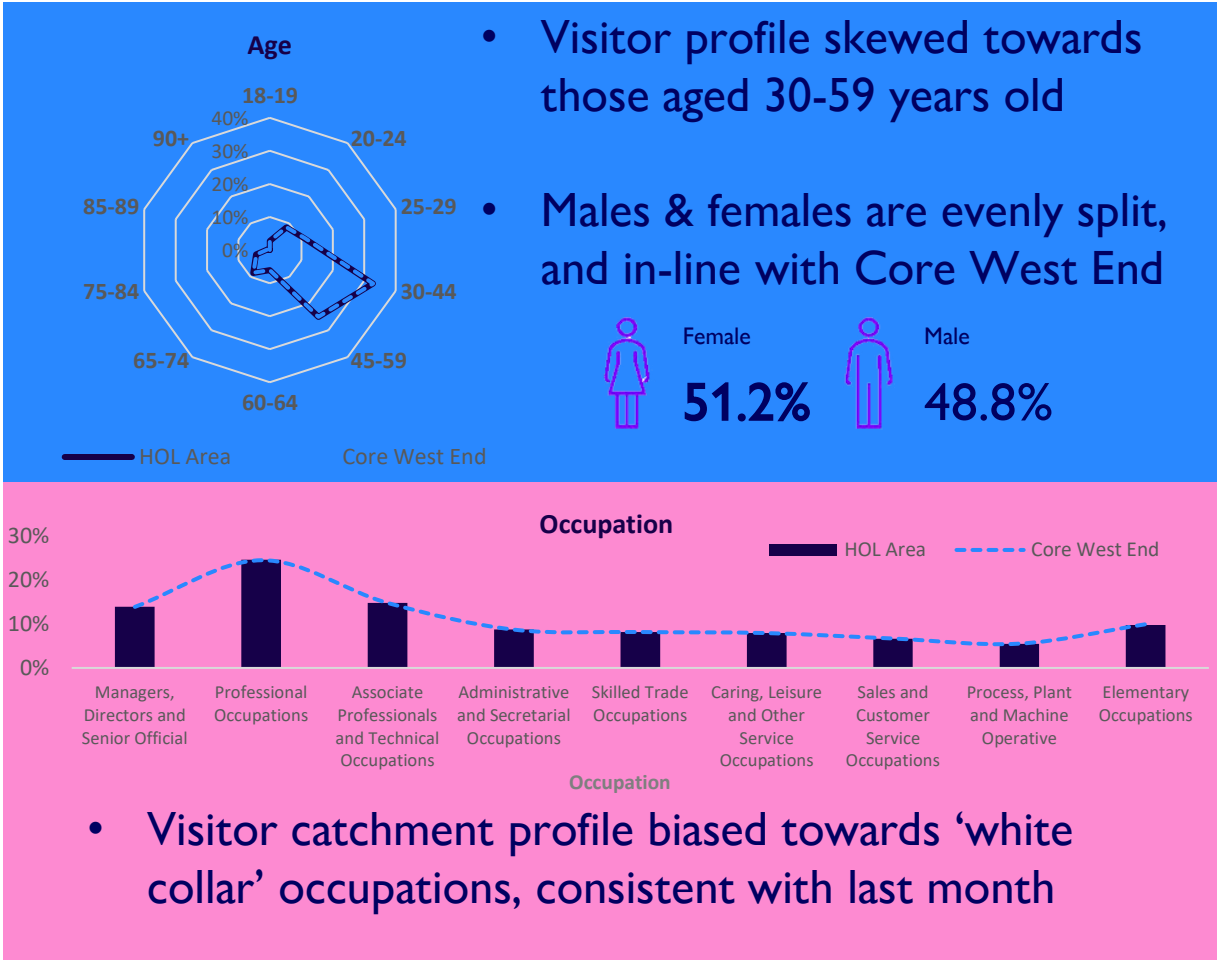 Age
18-19
40%
90+
20-24
30%
20%
85-89
25-29
10%
0%
75-84
30-44
65-74
45-59
60-64
HOL Area
Core West End
• Visitor profile skewed towards
those aged 30-59 years old
• Males & females are evenly split,
and in-line with Core West End
Female
51.2%
Male
48.8%
Occupation
HOL Area
Core West End
30%
20%
10%
0%
Managers,
Directors and
Senior Official
Professional
Occupations
Associate
Professionals
and Technical
Occupations
Administrative
and Secretarial
Occupations
Skilled Trade
Occupations
Caring, Leisure
and Other
Service
Occupations
Sales and
Customer
Service
Occupations
Process, Plant
and Machine
Operative
Elementary
Occupations
Occupation
• Visitor catchment profile biased towards ‘white
collar’ occupations, consistent with last month